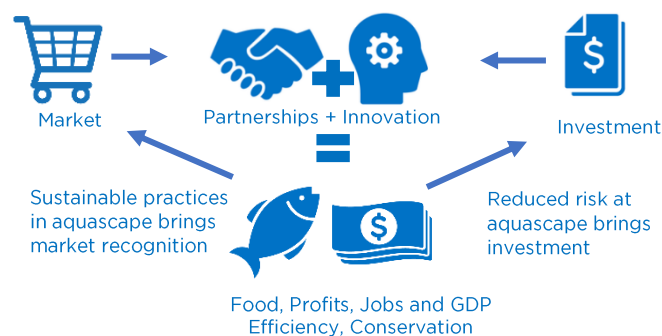 $
Market
Partnerships + Innovation
Investment
Sustainable practices
in aquascape brings
market recognition
$
Reduced risk at
aquascape brings
investment
Food, Profits, Jobs and GDP
Efficiency, Conservation